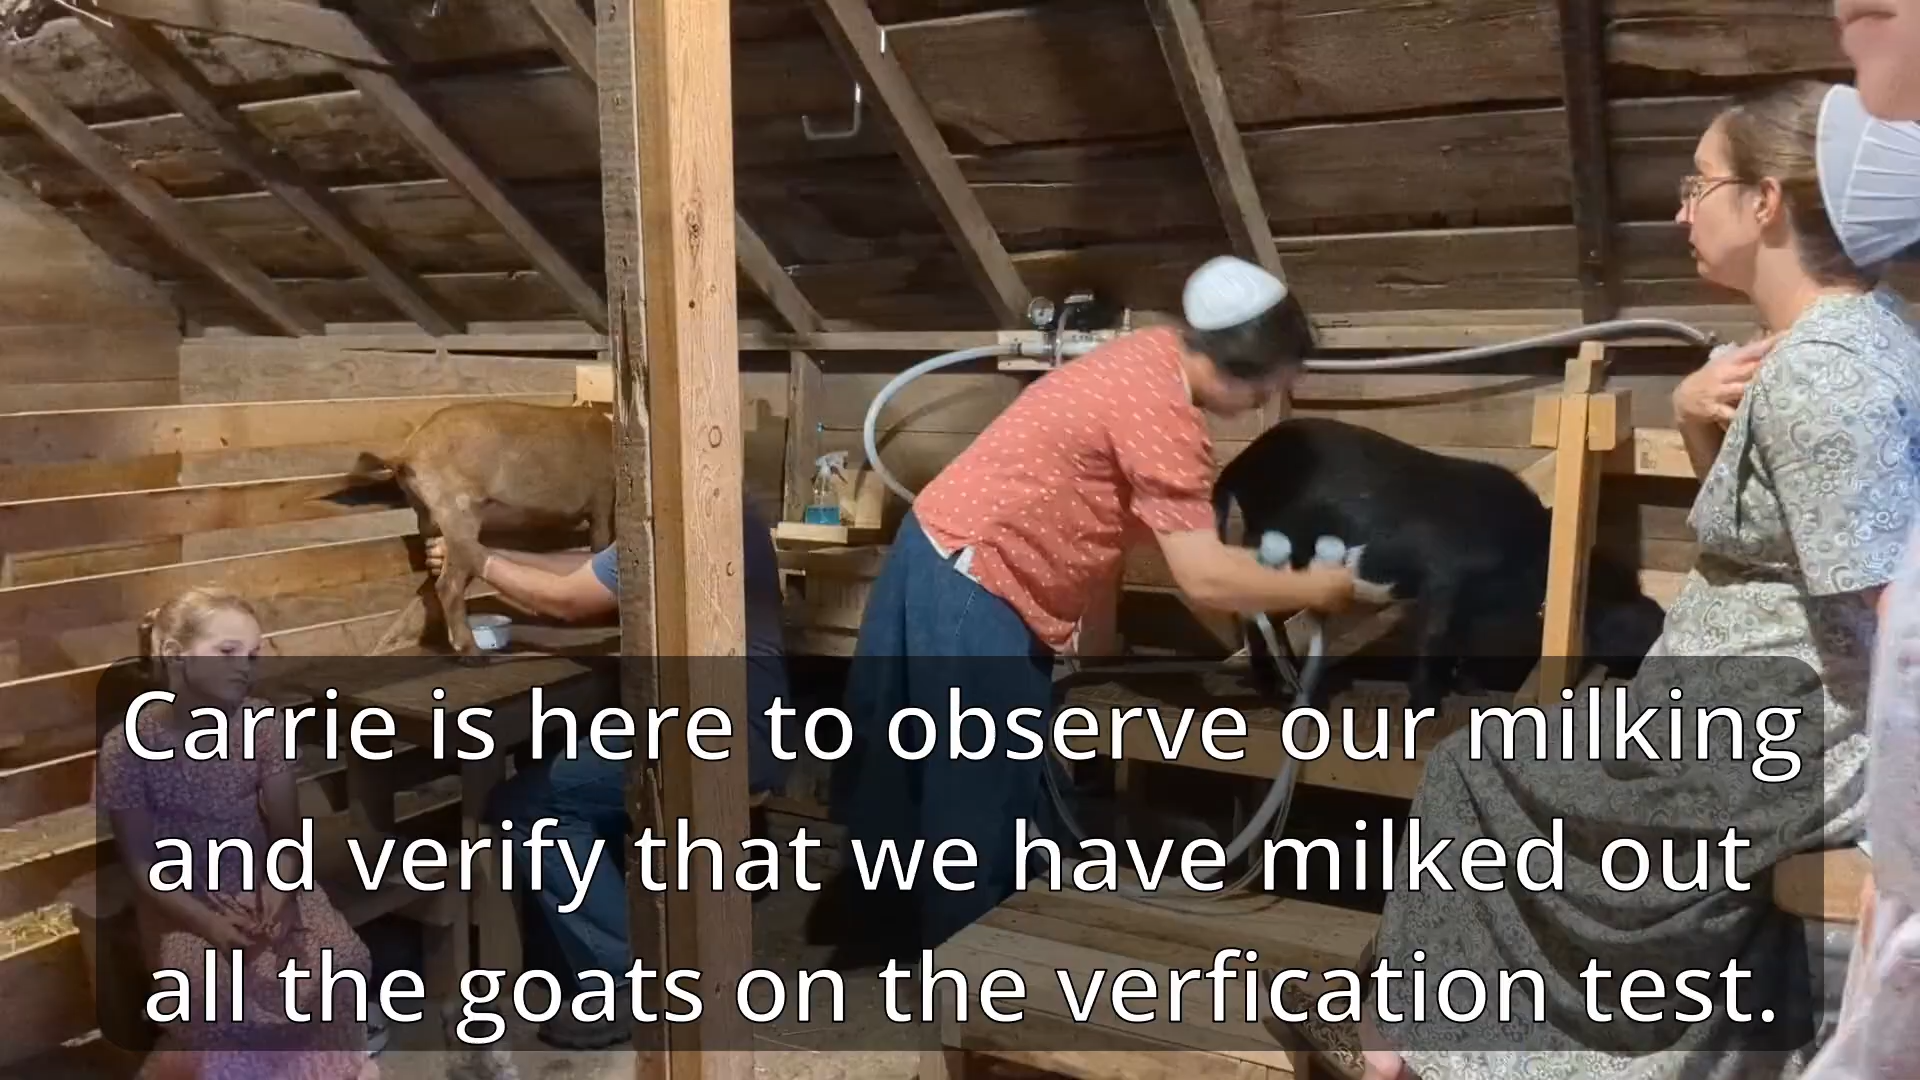 Carrie is here to observe our milking
and verify that we have milked out
all the goats on the verfication test.